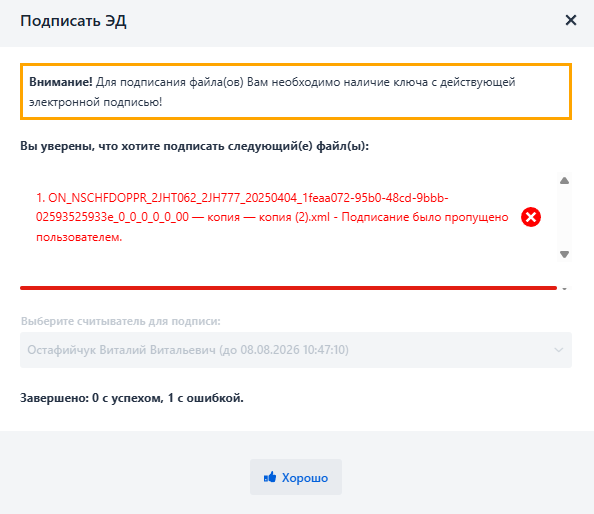 Подписать ЭД
Внимание! Для подписания файла(ов) Вам необходимо наличие ключа с действующей
электронной подписью!
Вы уверены, что хотите подписать следующий(е) файл(ы):
1. ON_NSCHFDOPPR_2JHT062_2JH777_20250404_1feaa072-95b0-48cd-9bbb-
02593525933e_0_0_0_0_0_00 — копия — копия (2).xml - Подписание было пропущено
пользователем.
-
Выберите считыватель для подписи:
Остафийчук Виталий Витальевич (до 08.08.2026 10:47:10)
Завершено: 0 с успехом, 1 с ошибкой.
Хорошо